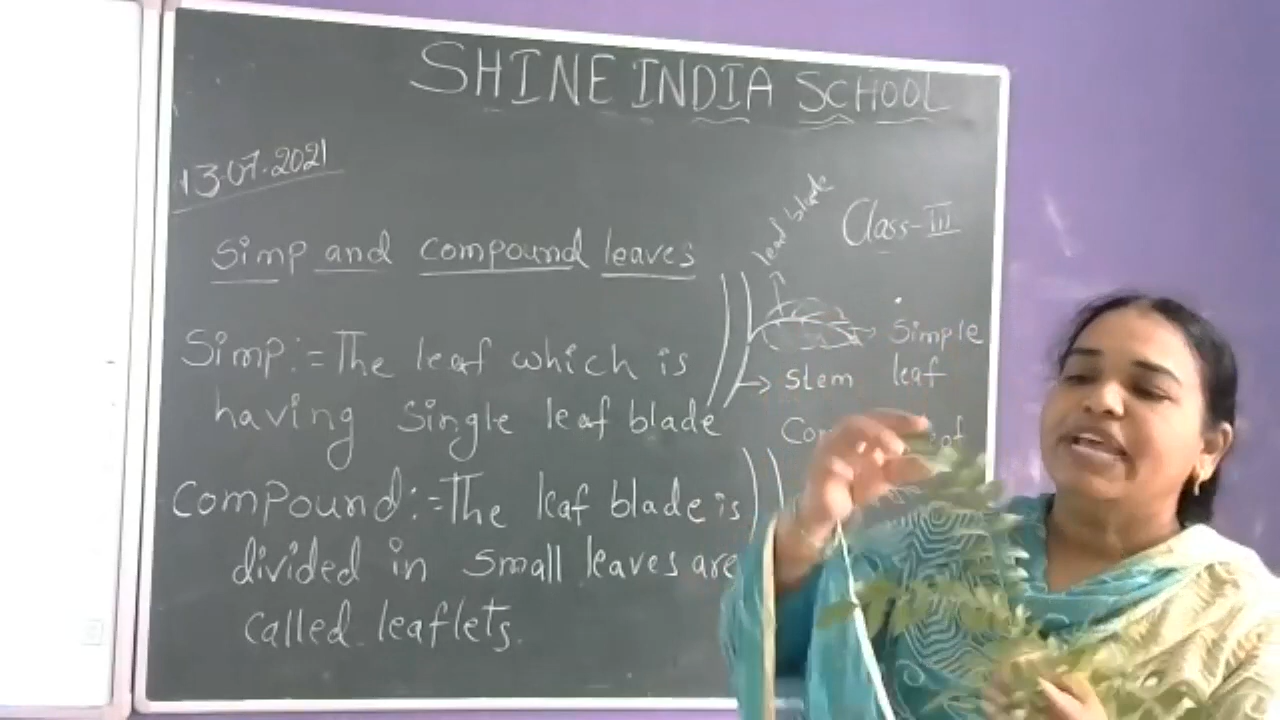 SHINE INDIA SCHOOL
13.07.2021
Class-III
Simp and compound leaves
leaf blade
Simple
leaf
Stem
leaf
Simp:=The leaf which is
having single leaf blade
Compound:=The leaf blade is
divided in small leaves are
called leaflets.